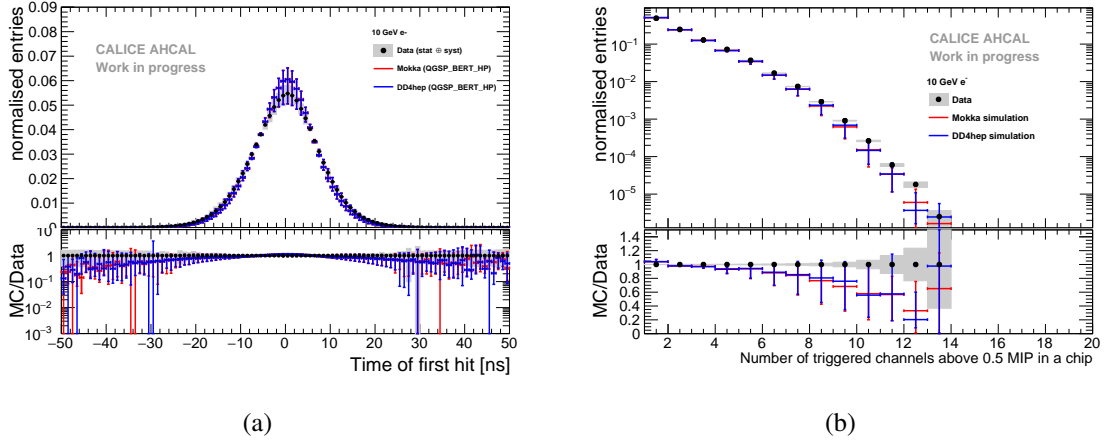 0.09
0.08
0.07
0.06
0.05
0.04
0.03
0.02
0.01
0
normalised entries
CALICE AHCAL
Work in progress
10 GeV e-
Data (stat ⊕ syst)
Mokka (QGSP_BERT_HP)
DD4hep (QGSP_BERT_HP)
10
1
10⁻¹
10⁻²
10⁻³
MC/Data
−50 −40 −30 −20 −10 0 10 20 30 40 50
Time of first hit [ns]
(a)
10⁻¹
10⁻²
10⁻³
10⁻⁴
10⁻⁵
normalised entries
CALICE AHCAL
Work in progress
10 GeV e⁻
Data
Mokka simulation
DD4hep simulation
1.4
1.2
1.0
0.8
0.6
0.4
0.2
0
MC/Data
2 4 6 8 10 12 14 16 18
Number of triggered channels above 0.5 MIP in a chip
(b)